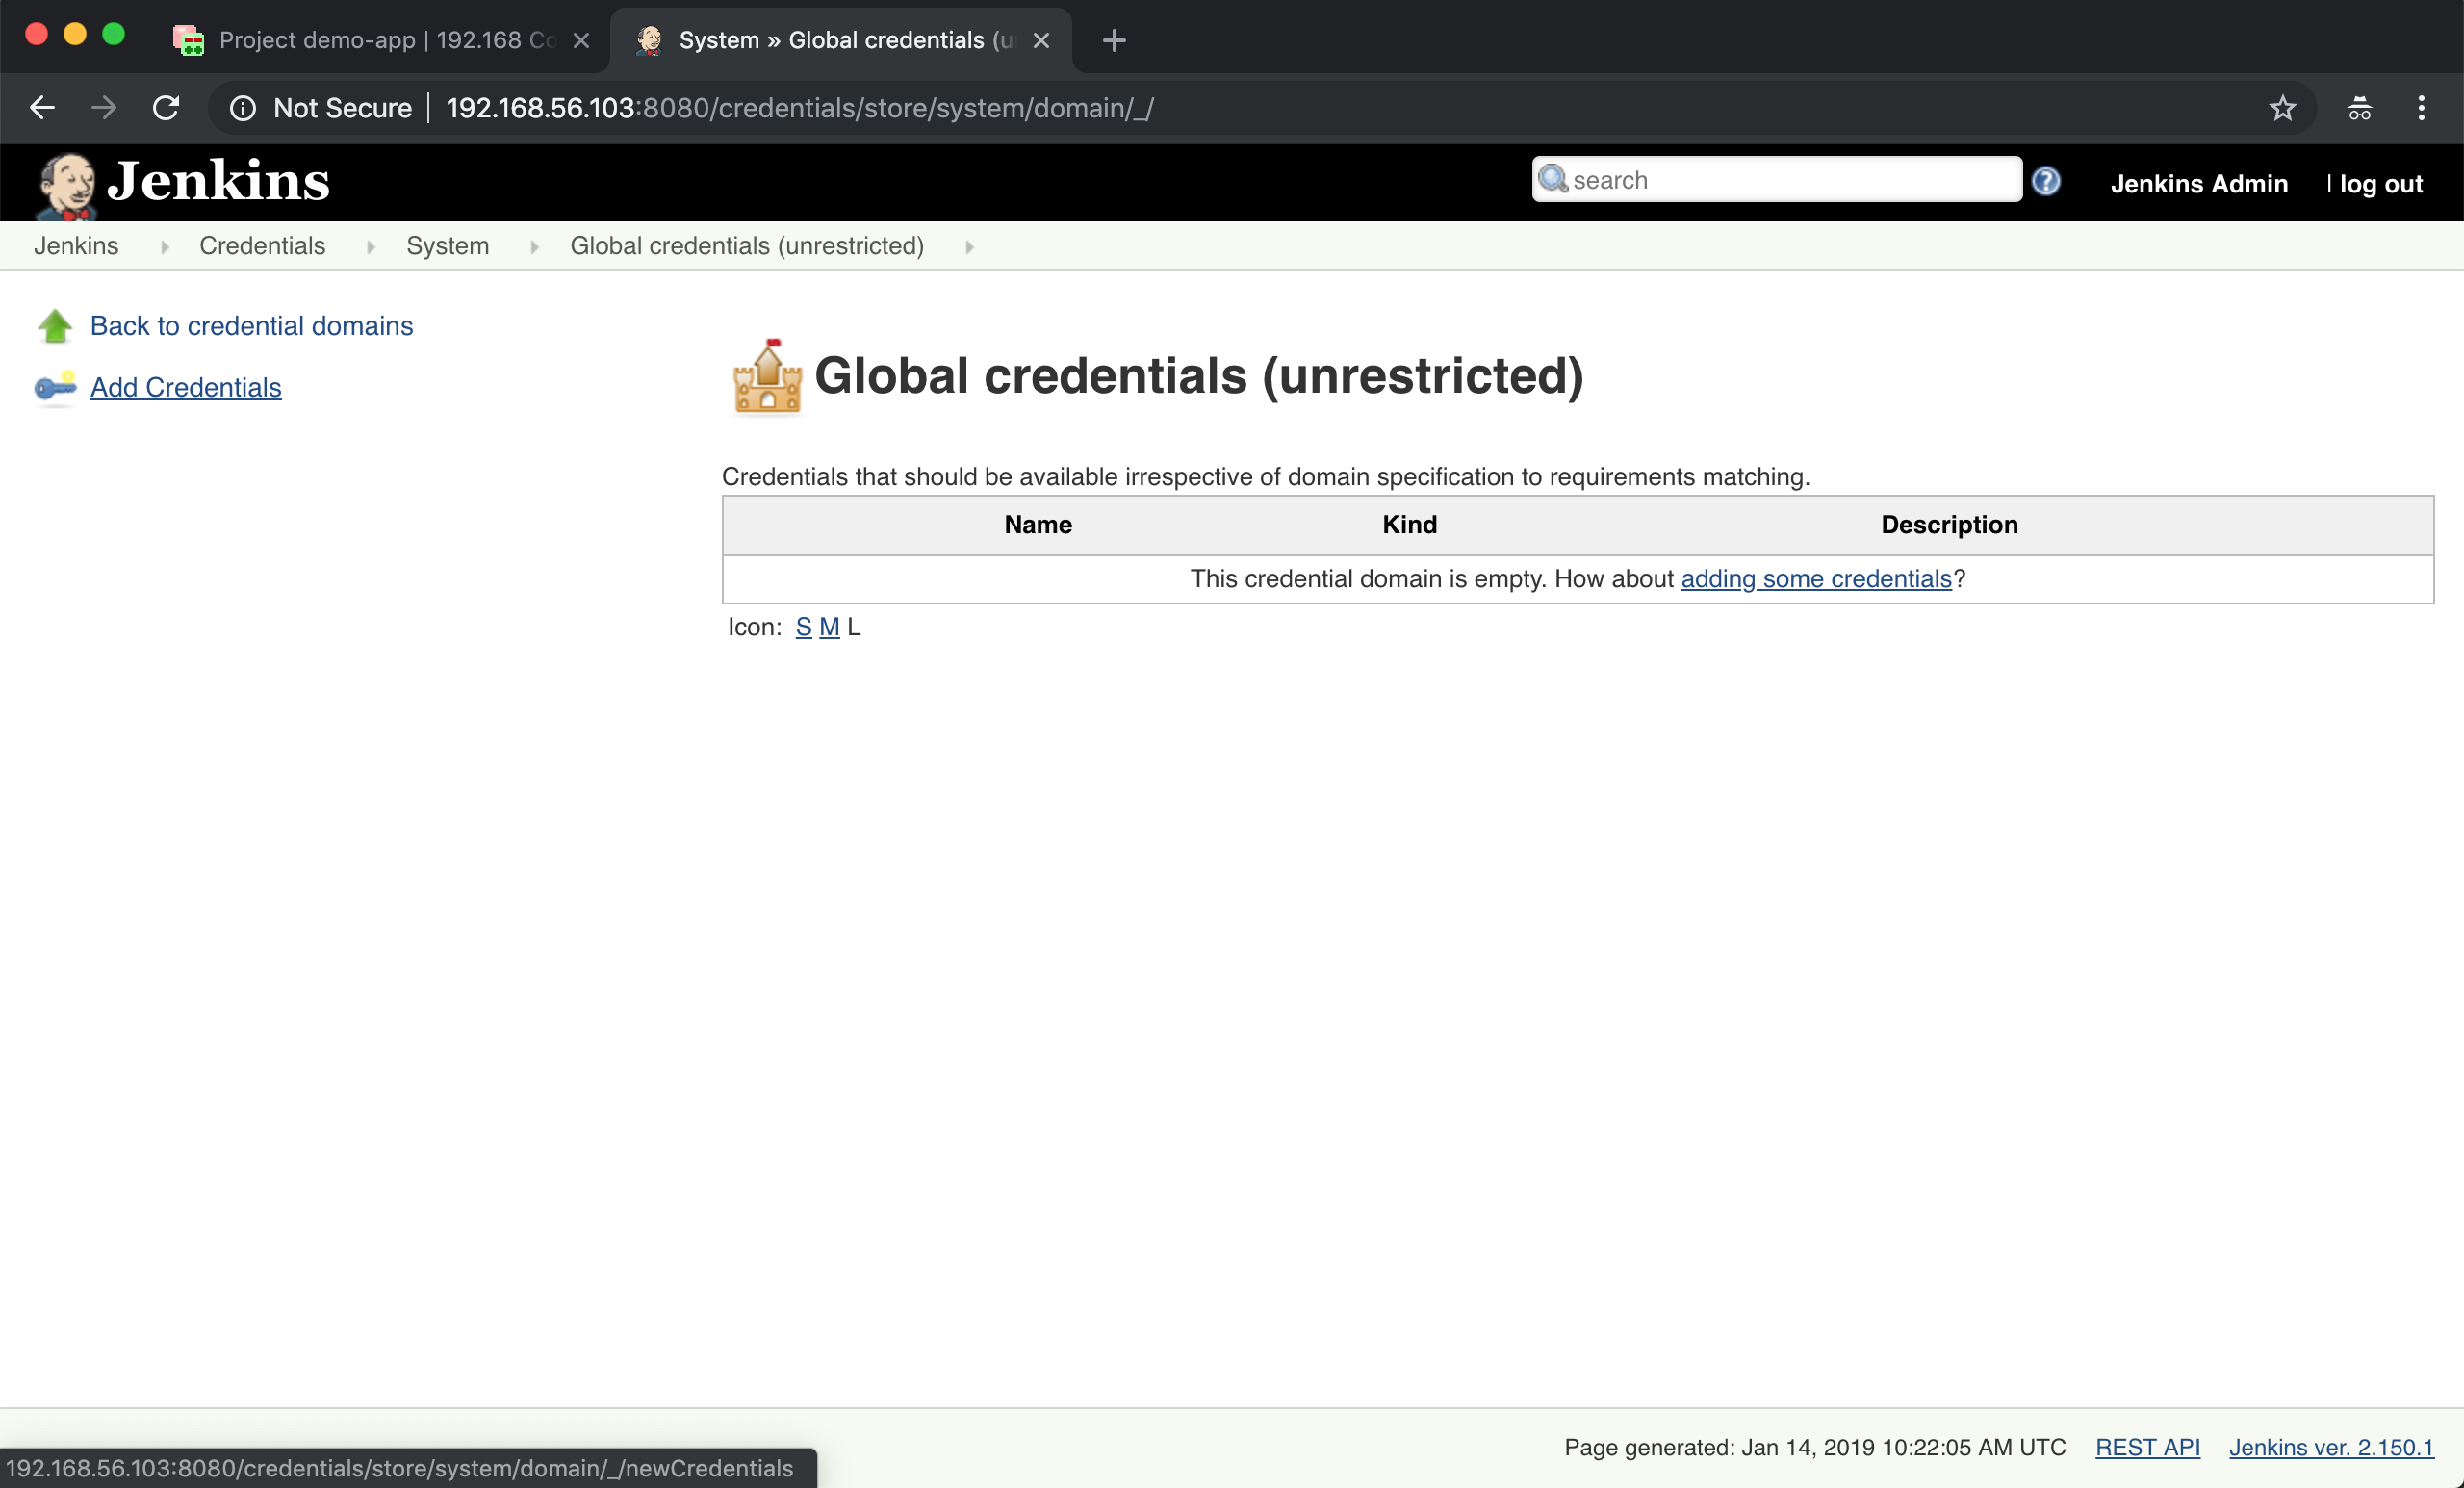 Project demo-app | 192.168 Co
System » Global credentials (u
Not Secure | 192.168.56.103:8080/credentials/store/system/domain/_/
Jenkins
search
Jenkins Admin
| log out
Jenkins
Credentials
System
Global credentials (unrestricted)
Back to credential domains
Add Credentials
Global credentials (unrestricted)
Credentials that should be available irrespective of domain specification to requirements matching.
Name Kind Description
This credential domain is empty. How about adding some credentials?
Icon: S M L
Page generated: Jan 14, 2019 10:22:05 AM UTC REST API Jenkins ver. 2.150.1
192.168.56.103:8080/credentials/store/system/domain/_/newCredentials